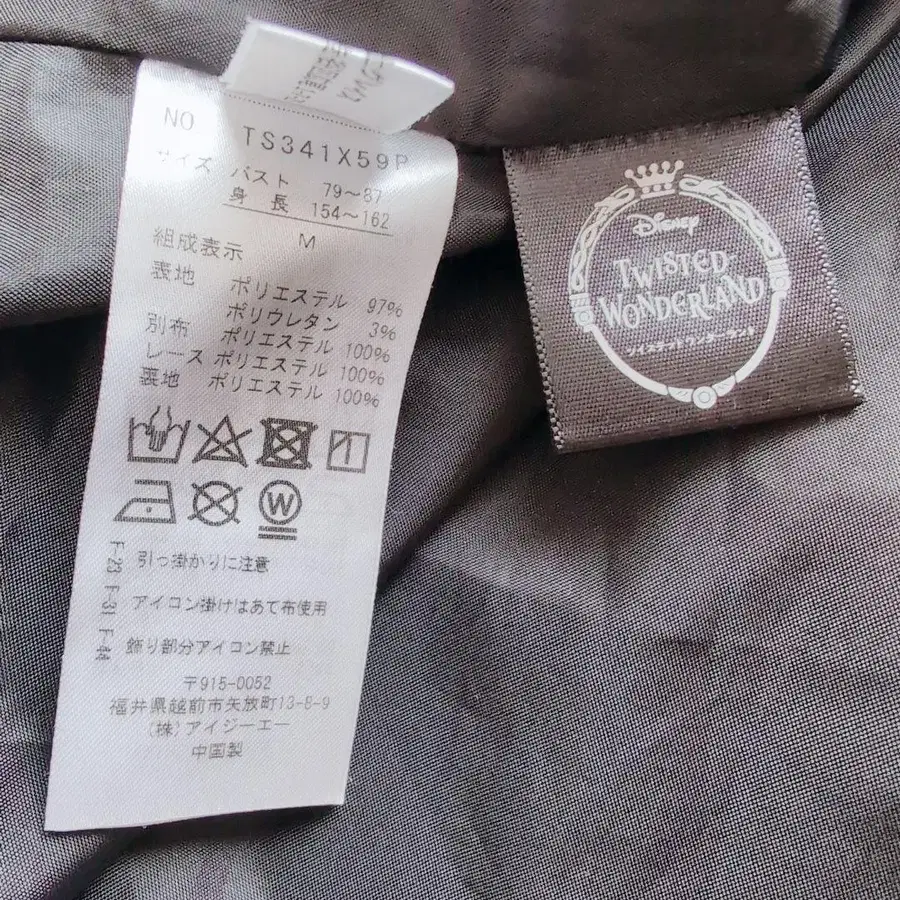 NO TS341X59P
サイズ バスト 79～87
身長 154～162
M
組成表示
表地 ポリエステル 97%
ポリウレタン 3%
別布 ポリエステル 100%
レース ポリエステル 100%
裏地 ポリエステル 100%
W
F-23 引っ掛かりに注意
F-31 アイロン掛けはあて布使用
F-44 飾り部分アイロン禁止
〒915-0052
福井県越前市矢放町13-8-9
(株)アイジーエー
中国製
Disney
TWISTED-
WONDERLAND
ツイステッドワンダーランド